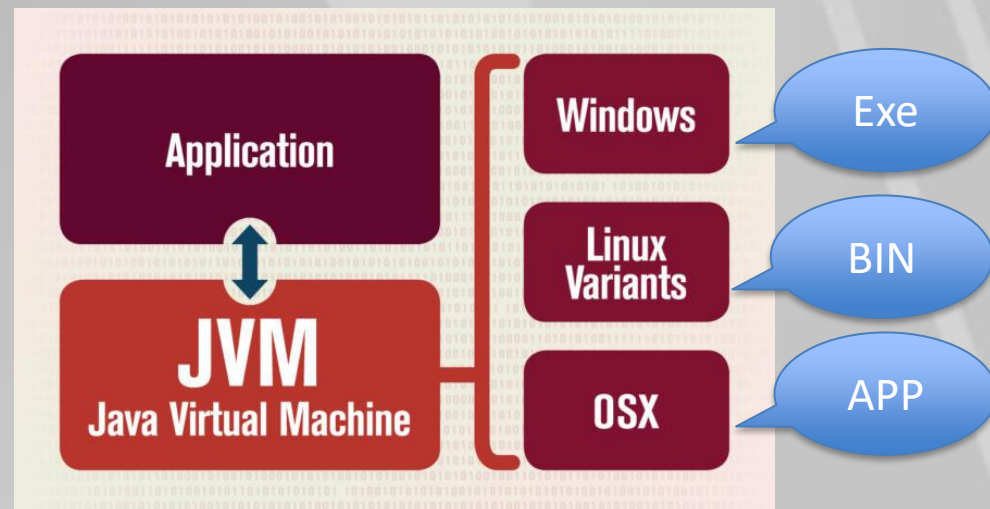 Application
JVM
Java Virtual Machine
Windows
Linux
Variants
OSX
Exe
BIN
APP